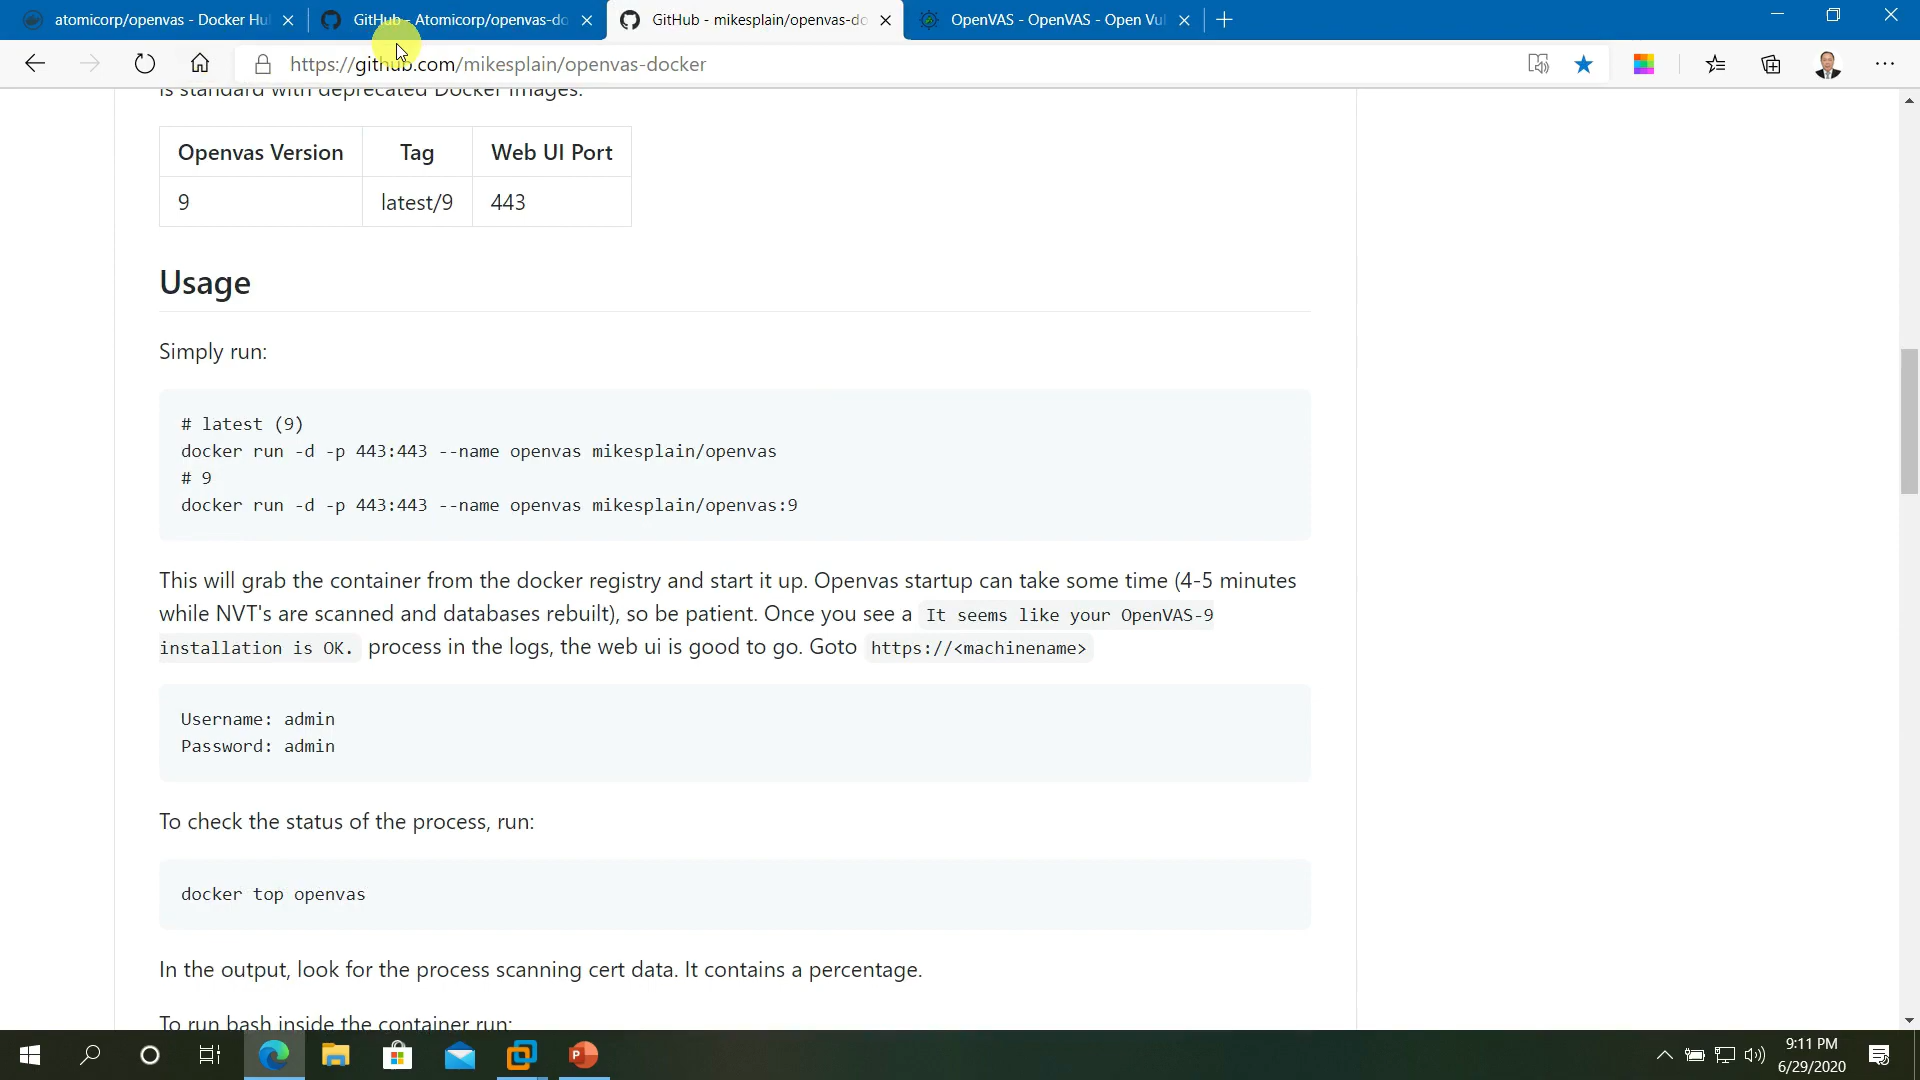 atomicorp/openvas - Docker Hu
GitHub - Atomicorp/openvas-do
GitHub - mikesplain/openvas-do
OpenVAS - OpenVAS - Open Vul
https://github.com/mikesplain/openvas-docker
is standard with deprecated Docker images.
Openvas Version Tag Web UI Port
9 latest/9 443
Usage
Simply run:
# latest (9)
docker run -d -p 443:443 --name openvas mikesplain/openvas
# 9
docker run -d -p 443:443 --name openvas mikesplain/openvas:9
This will grab the container from the docker registry and start it up. Openvas startup can take some time (4-5 minutes
while NVT's are scanned and databases rebuilt), so be patient. Once you see a It seems like your OpenVAS-9
installation is OK. process in the logs, the web ui is good to go. Goto https://<machinename>
Username: admin
Password: admin
To check the status of the process, run:
docker top openvas
In the output, look for the process scanning cert data. It contains a percentage.
To run bash inside the container run:
9:11 PM
6/29/2020